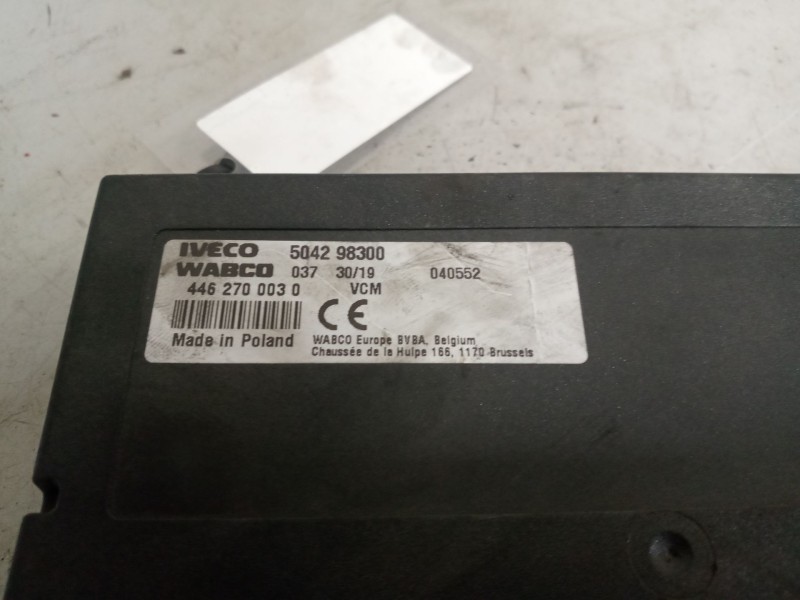 IVECO 5042 98300
WABCO 037 30/19 040552
446 270 003 0 VCM
CE
Made in Poland
WABCO Europe BVBA, Belgium
Chaussée de la Hulpe 166, 1170 Brussels